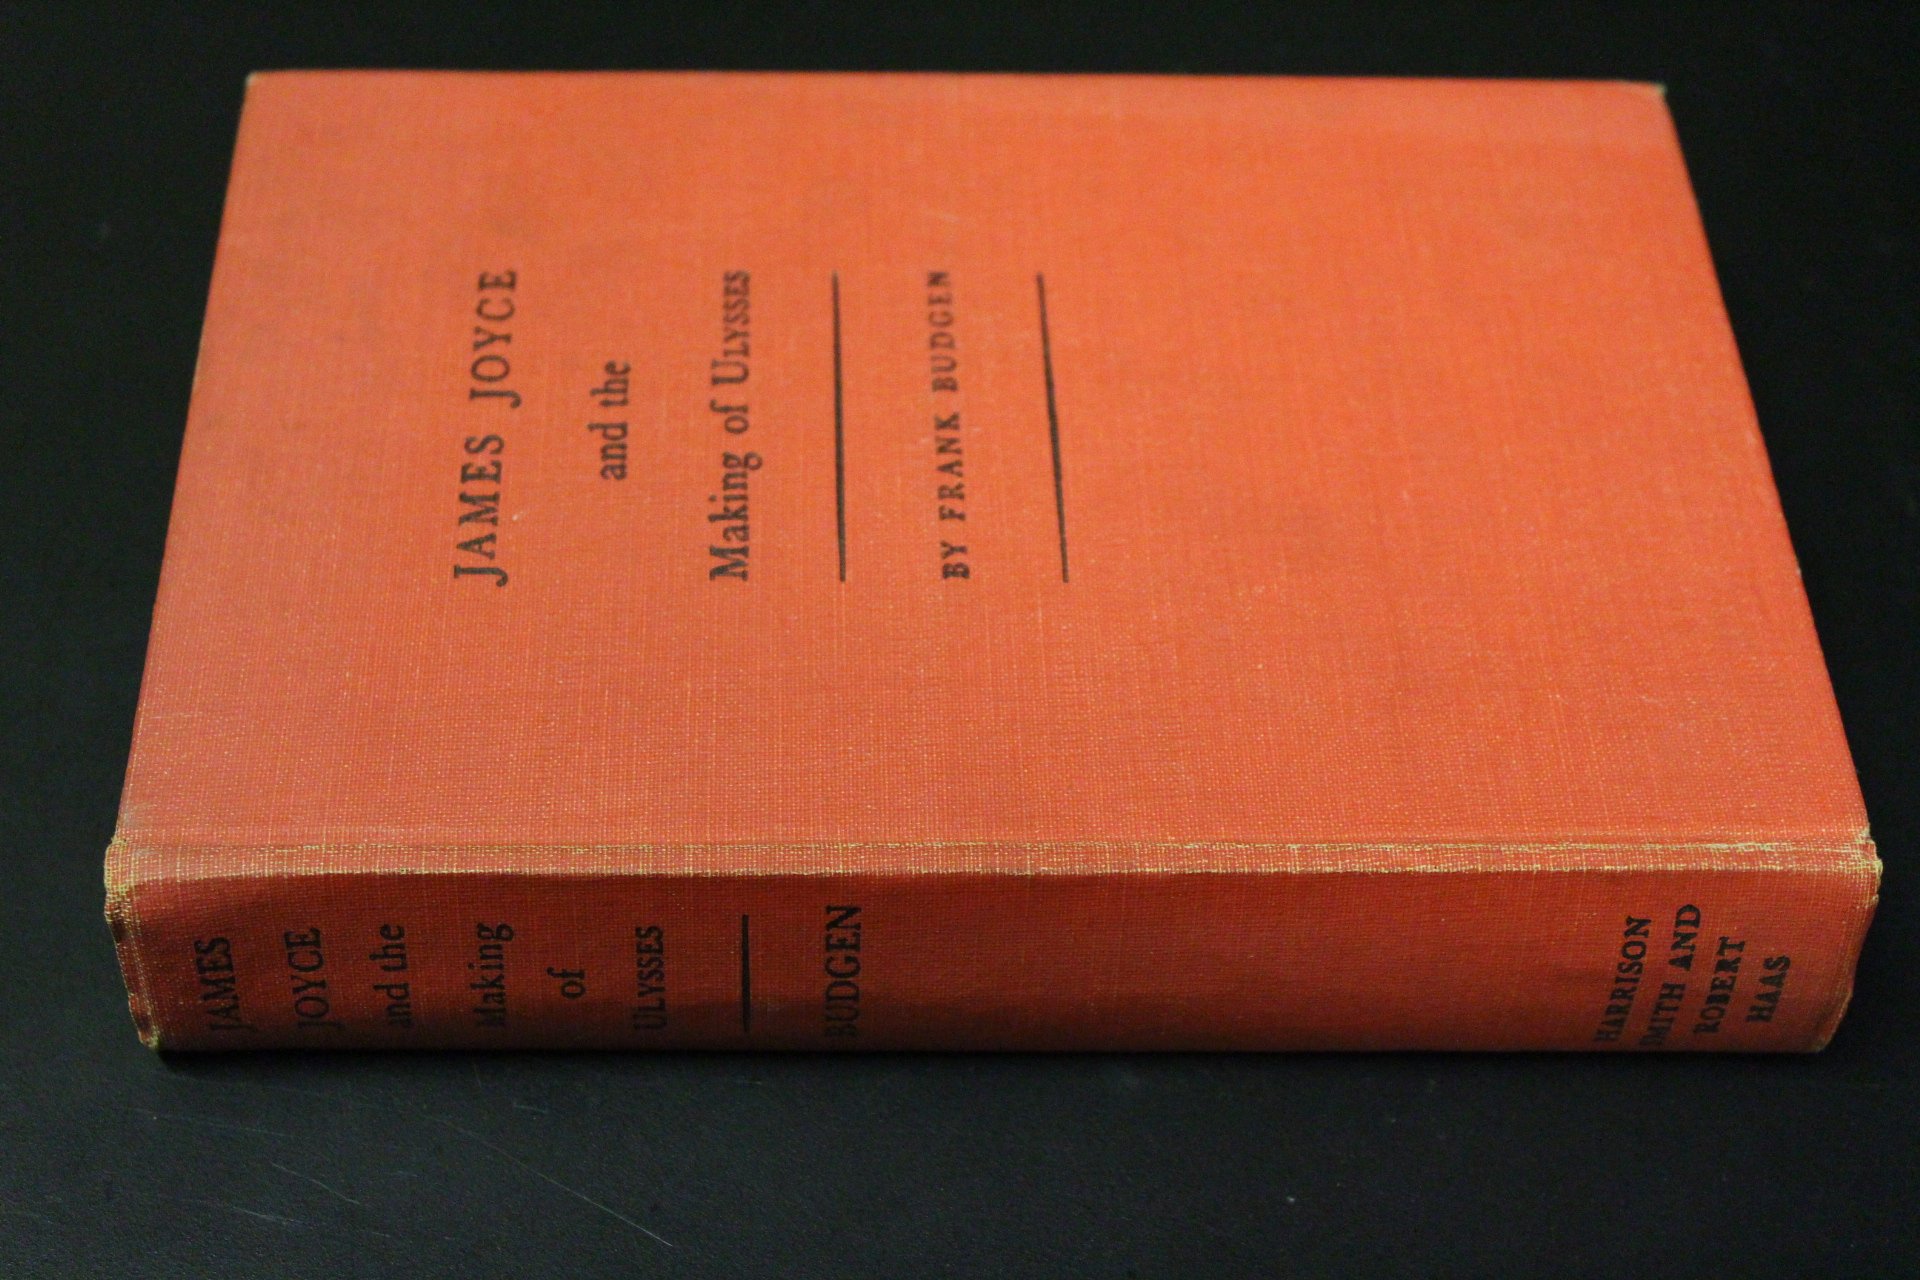 JAMES JOYCE
and the
Making of ULYSSES
BY FRANK BUDGEN
JAMES
JOYCE
and the
Making
of
ULYSSES
BUDGEN
HARRISON
SMITH AND
ROBERT
HAAS